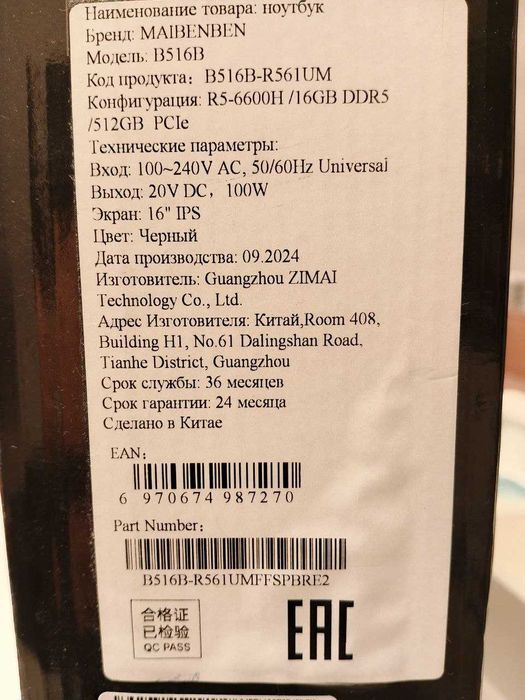 Наименование товара: ноутбук
Бренд: MAIBENBEN
Модель: B516B
Код продукта: B516B-R561UM
Конфигурация: R5-6600H /16GB DDR5
/512GB PCIe
Технические параметры:
Вход: 100~240V AC, 50/60Hz Universal
Выход: 20V DC, 100W
Экран: 16" IPS
Цвет: Черный
Дата производства: 09.2024
Изготовитель: Guangzhou ZIMAI
Technology Co., Ltd.
Адрес Изготовителя: Китай,Room 408,
Building H1, No.61 Dalingshan Road,
Tianhe District, Guangzhou
Срок службы: 36 месяцев
Срок гарантии: 24 месяца
Сделано в Китае
EAN:
6 970674 987270
Part Number:
B516B-R561UMFFSPBRE2
合格证
已检验
QC PASS
EAC